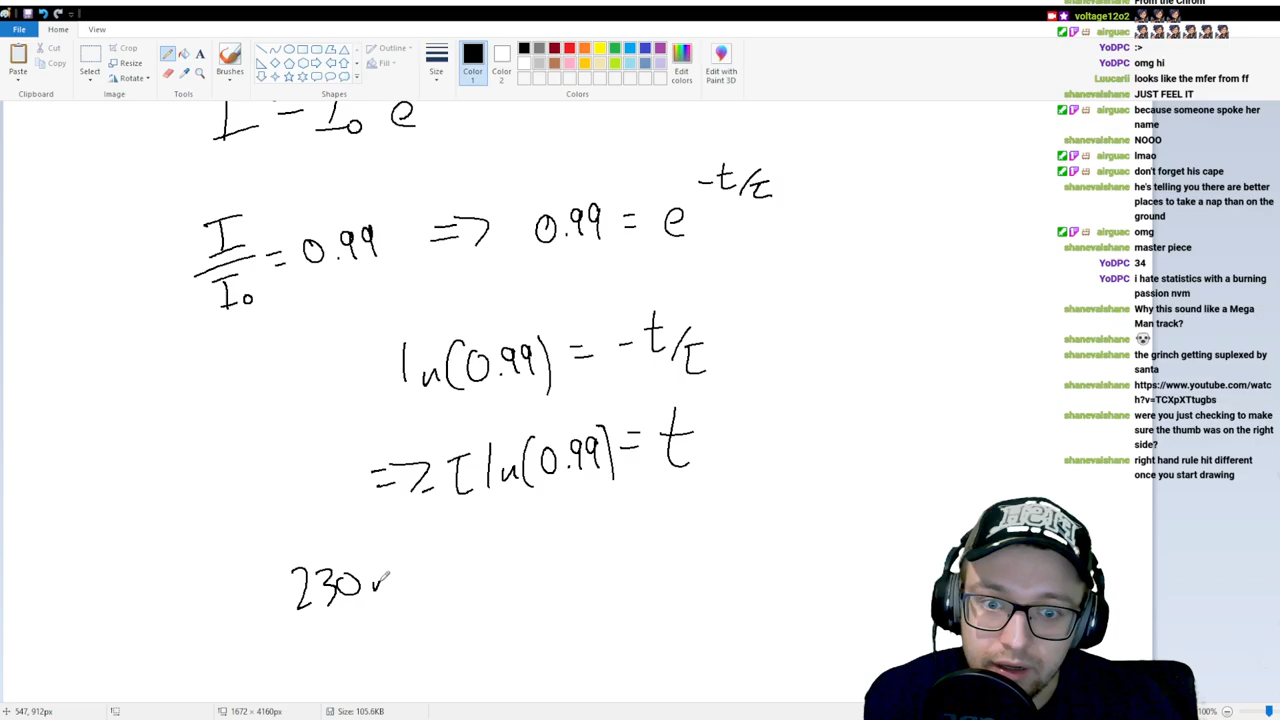 From the Chrom
voltage12o2
airguac
File Home View
YoDPC :>
Cut
Copy
Paste
Clipboard
Crop
Resize
Rotate
Select
Image
Tools
Brushes
Shapes
Outline
Fill
Size
Color 1
Color 2
Colors
Edit colors
Edit with Paint 3D
YoDPC omg hi
Luucarii looks like the mfer from ff
shanevalshane JUST FEEL IT
airguac because someone spoke her
name
shanevalshane NOOO
airguac lmao
airguac don't forget his cape
shanevalshane he's telling you there are better
places to take a nap than on the
ground
airguac omg
shanevalshane master piece
YoDPC 34
YoDPC i hate statistics with a burning
passion nvm
shanevalshane Why this sound like a Mega
Man track?
shanevalshane
shanevalshane the grinch getting suplexed by
santa
shanevalshane https://www.youtube.com/watc
h?v=TCXpXTtugbs
shanevalshane were you just checking to make
sure the thumb was on the right
side?
shanevalshane right hand rule hit different
once you start drawing
I = I₀ e
I/I₀ = 0.99 => 0.99 = e^(-t/τ)
ln(0.99) = -t/τ
=> τ ln(0.99) = t
230
547, 912px
1672 × 4160px
Size: 105.6KB
100%